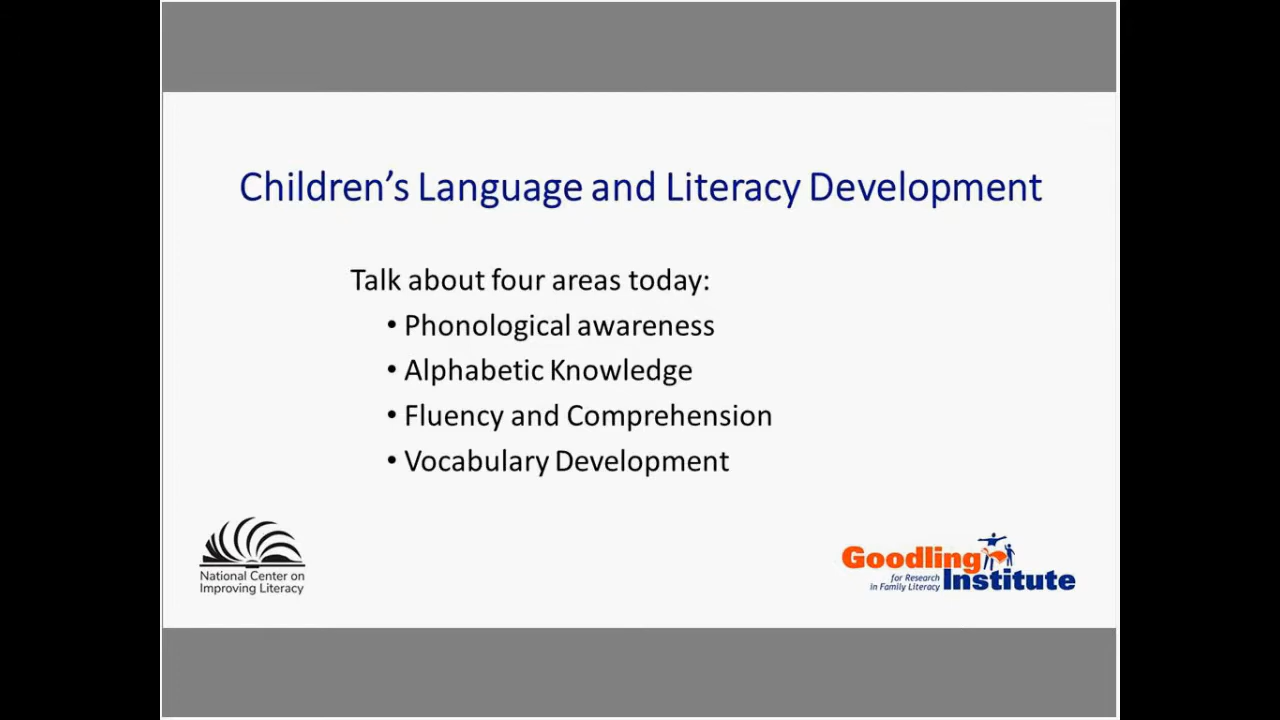 Children's Language and Literacy Development
Talk about four areas today:
• Phonological awareness
• Alphabetic Knowledge
• Fluency and Comprehension
• Vocabulary Development
National Center on
Improving Literacy
Goodling
for Research
in Family Literacy
Institute